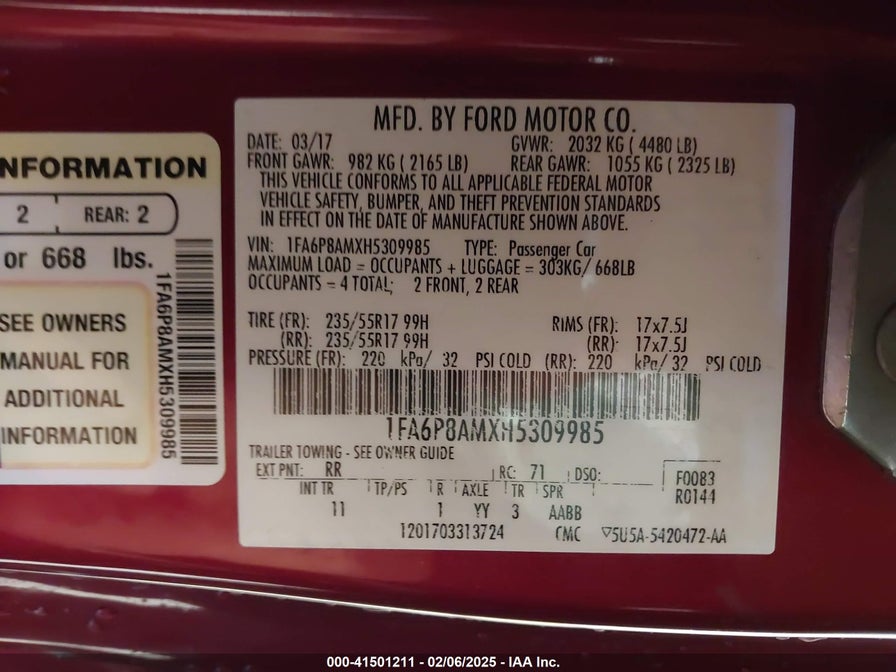 NFORMATION
2 REAR: 2
or 668 lbs.
SEE OWNERS
MANUAL FOR
ADDITIONAL
INFORMATION
1FA6P8AMXH5309985
MFD. BY FORD MOTOR CO.
DATE: 03/17 GVWR: 2032 KG ( 4480 LB)
FRONT GAWR: 982 KG ( 2165 LB) REAR GAWR: 1055 KG ( 2325 LB)
THIS VEHICLE CONFORMS TO ALL APPLICABLE FEDERAL MOTOR
VEHICLE SAFETY, BUMPER, AND THEFT PREVENTION STANDARDS
IN EFFECT ON THE DATE OF MANUFACTURE SHOWN ABOVE.
VIN: 1FA6P8AMXH5309985 TYPE: Passenger Car
MAXIMUM LOAD = OCCUPANTS + LUGGAGE = 303KG/ 668LB
OCCUPANTS = 4 TOTAL; 2 FRONT, 2 REAR
TIRE (FR): 235/55R17 99H RIMS (FR): 17x7.5J
(RR): 235/55R17 99H (RR): 17x7.5J
PRESSURE (FR): 220 kPa/ 32 PSI COLD (RR): 220 kPa/ 32 PSI COLD
1FA6P8AMXH5309985
TRAILER TOWING - SEE OWNER GUIDE
EXT PNT: RR RC: 71 DSO: F0083
R0144
INT TR TP/PS R AXLE TR SPR
11 1 YY 3 AABB
1201703313724 CMC ▽5U5A-5420472-AA
000-41501211 - 02/06/2025 - IAA Inc.